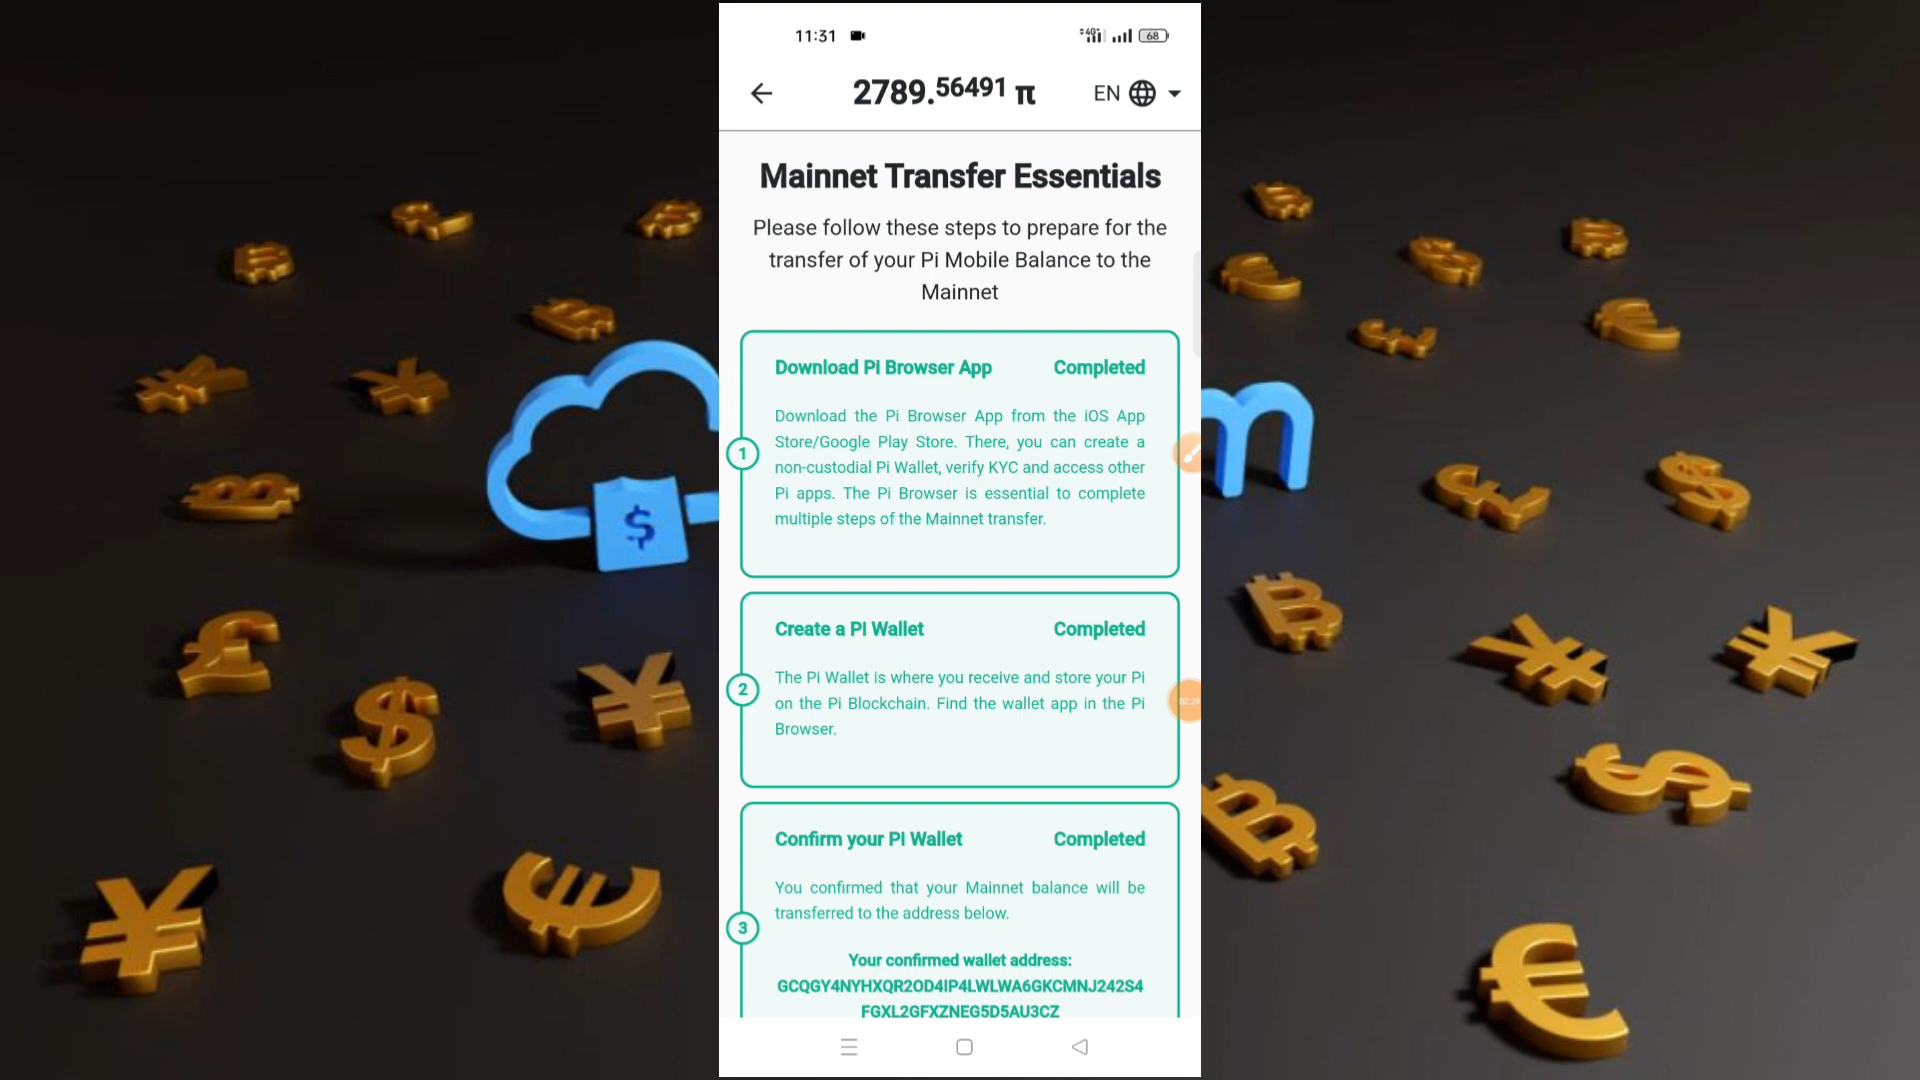 11:31
4G+
68
2789.56491 π
EN
Mainnet Transfer Essentials
Please follow these steps to prepare for the
transfer of your Pi Mobile Balance to the
Mainnet
Download Pi Browser App Completed
Download the Pi Browser App from the iOS App
Store/Google Play Store. There, you can create a
non-custodial Pi Wallet, verify KYC and access other
Pi apps. The Pi Browser is essential to complete
multiple steps of the Mainnet transfer.
1
Create a Pi Wallet Completed
The Pi Wallet is where you receive and store your Pi
on the Pi Blockchain. Find the wallet app in the Pi
Browser.
2
02:29
Confirm your Pi Wallet Completed
You confirmed that your Mainnet balance will be
transferred to the address below.
3
Your confirmed wallet address:
GCQGY4NYHXQR2OD4IP4LWLWA6GKCMNJ242S4
FGXL2GFXZNEG5D5AU3CZ
$
m